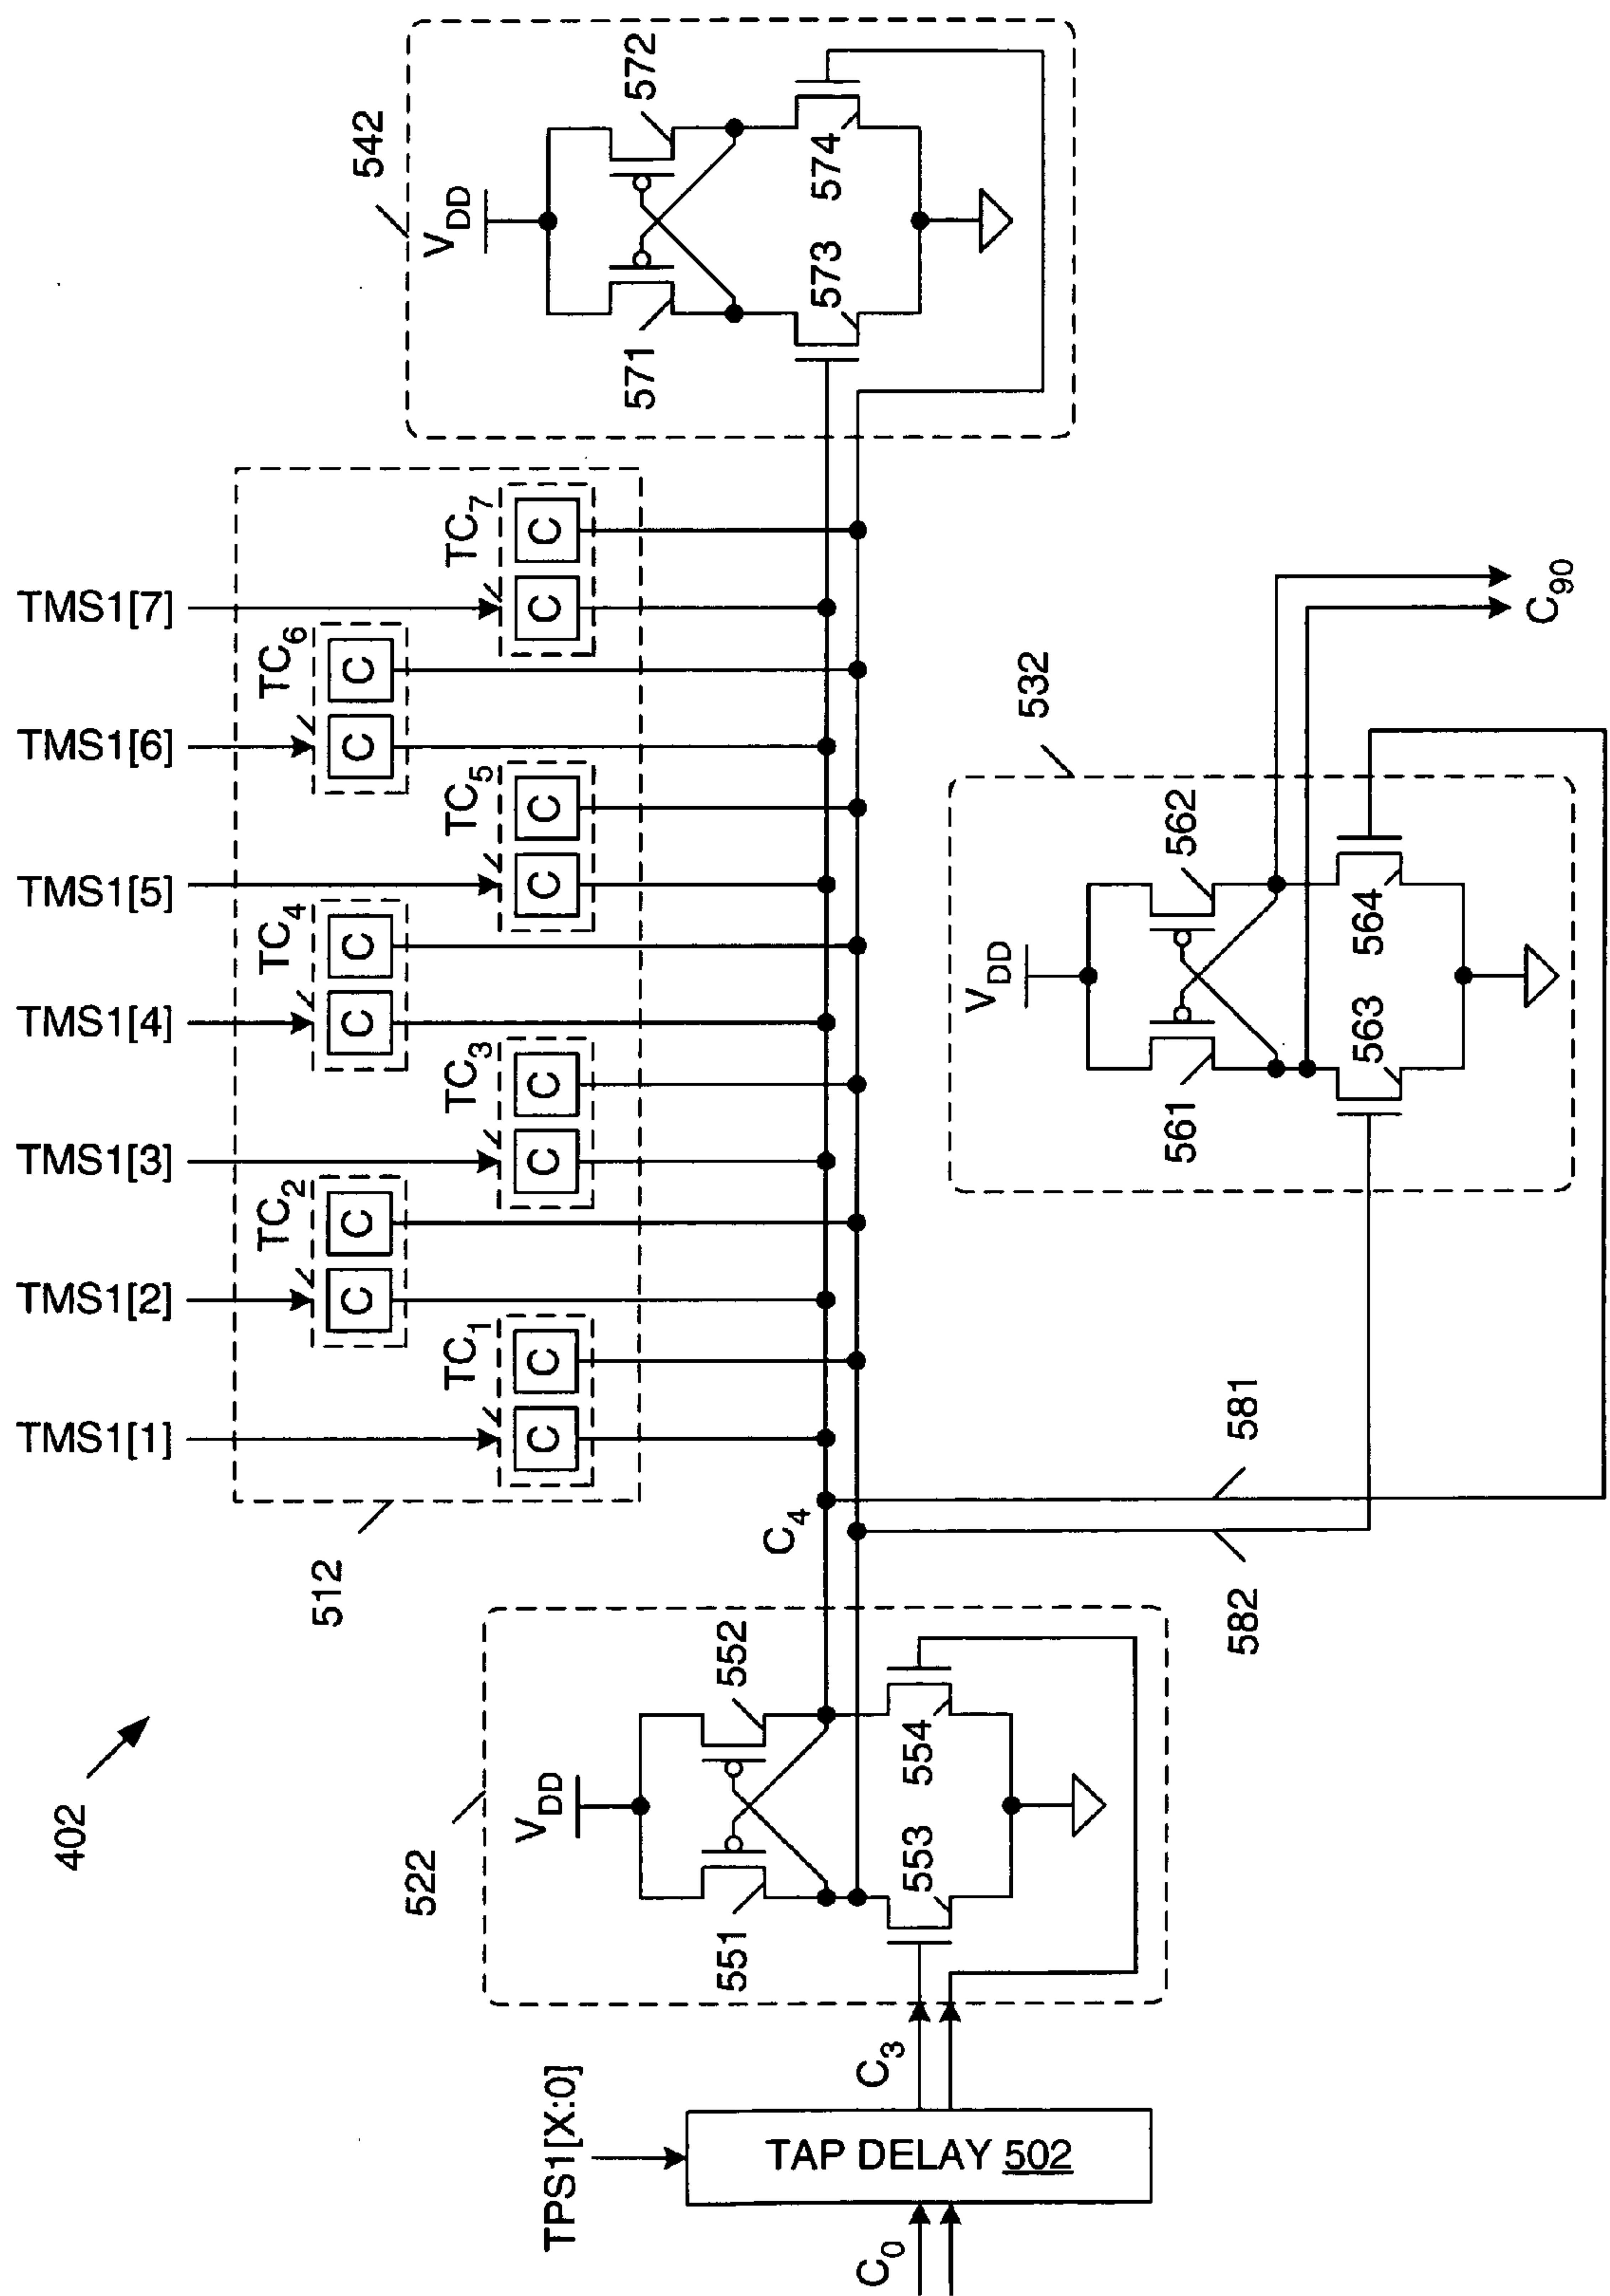 402
TPS1[X:0]
C0
TAP DELAY 502
C3
522
VDD
551
552
553
554
C4
512
TMS1[1]
TMS1[2]
TMS1[3]
TMS1[4]
TMS1[5]
TMS1[6]
TMS1[7]
TC1
C
C
TC2
C
C
TC3
C
C
TC4
C
C
TC5
C
C
TC6
C
C
TC7
C
C
542
VDD
571
572
573
574
582
581
532
VDD
561
562
563
564
C90